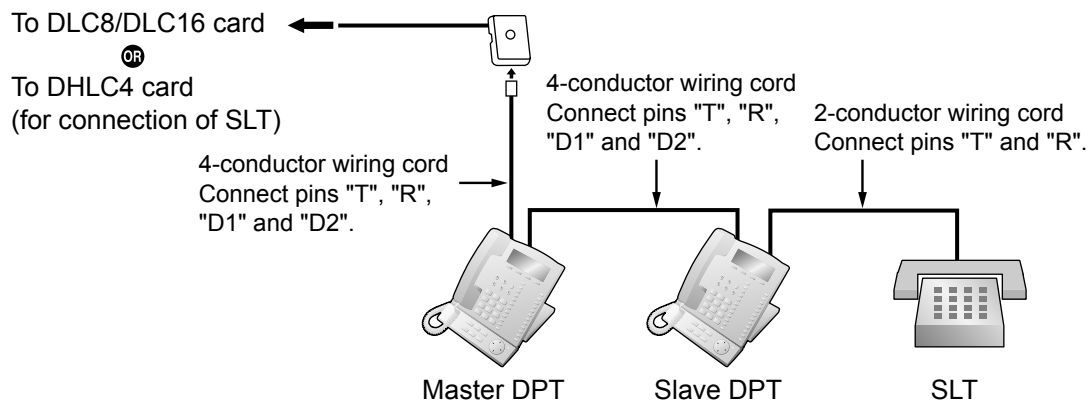 To DLC8/DLC16 card
OR
To DHLC4 card
(for connection of SLT)
4-conductor wiring cord
Connect pins "T", "R",
"D1" and "D2".
4-conductor wiring cord
Connect pins "T", "R",
"D1" and "D2".
2-conductor wiring cord
Connect pins "T" and "R".
Master DPT
Slave DPT
SLT